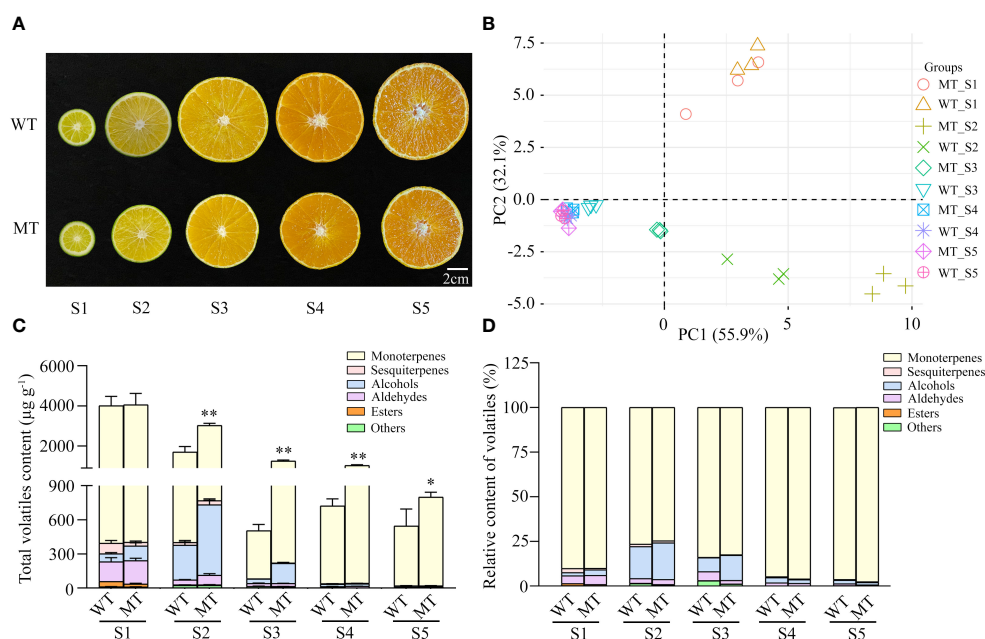 A
WT
MT
2cm
S1 S2 S3 S4 S5
B
7.5
5.0
2.5
0.0
-2.5
-5.0
PC2 (32.1%)
0 5 10
PC1 (55.9%)
Groups
MT_S1
WT_S1
MT_S2
WT_S2
MT_S3
WT_S3
MT_S4
WT_S4
MT_S5
WT_S5
C
Total volatiles content (µg g⁻¹)
6000
4000
2000
900
600
300
0
Monoterpenes
Sesquiterpenes
Alcohols
Aldehydes
Esters
Others
** ** ** *
WT MT WT MT WT MT WT MT WT MT
S1 S2 S3 S4 S5
D
Relative content of volatiles (%)
125
100
75
50
25
0
Monoterpenes
Sesquiterpenes
Alcohols
Aldehydes
Esters
Others
WT MT WT MT WT MT WT MT WT MT
S1 S2 S3 S4 S5